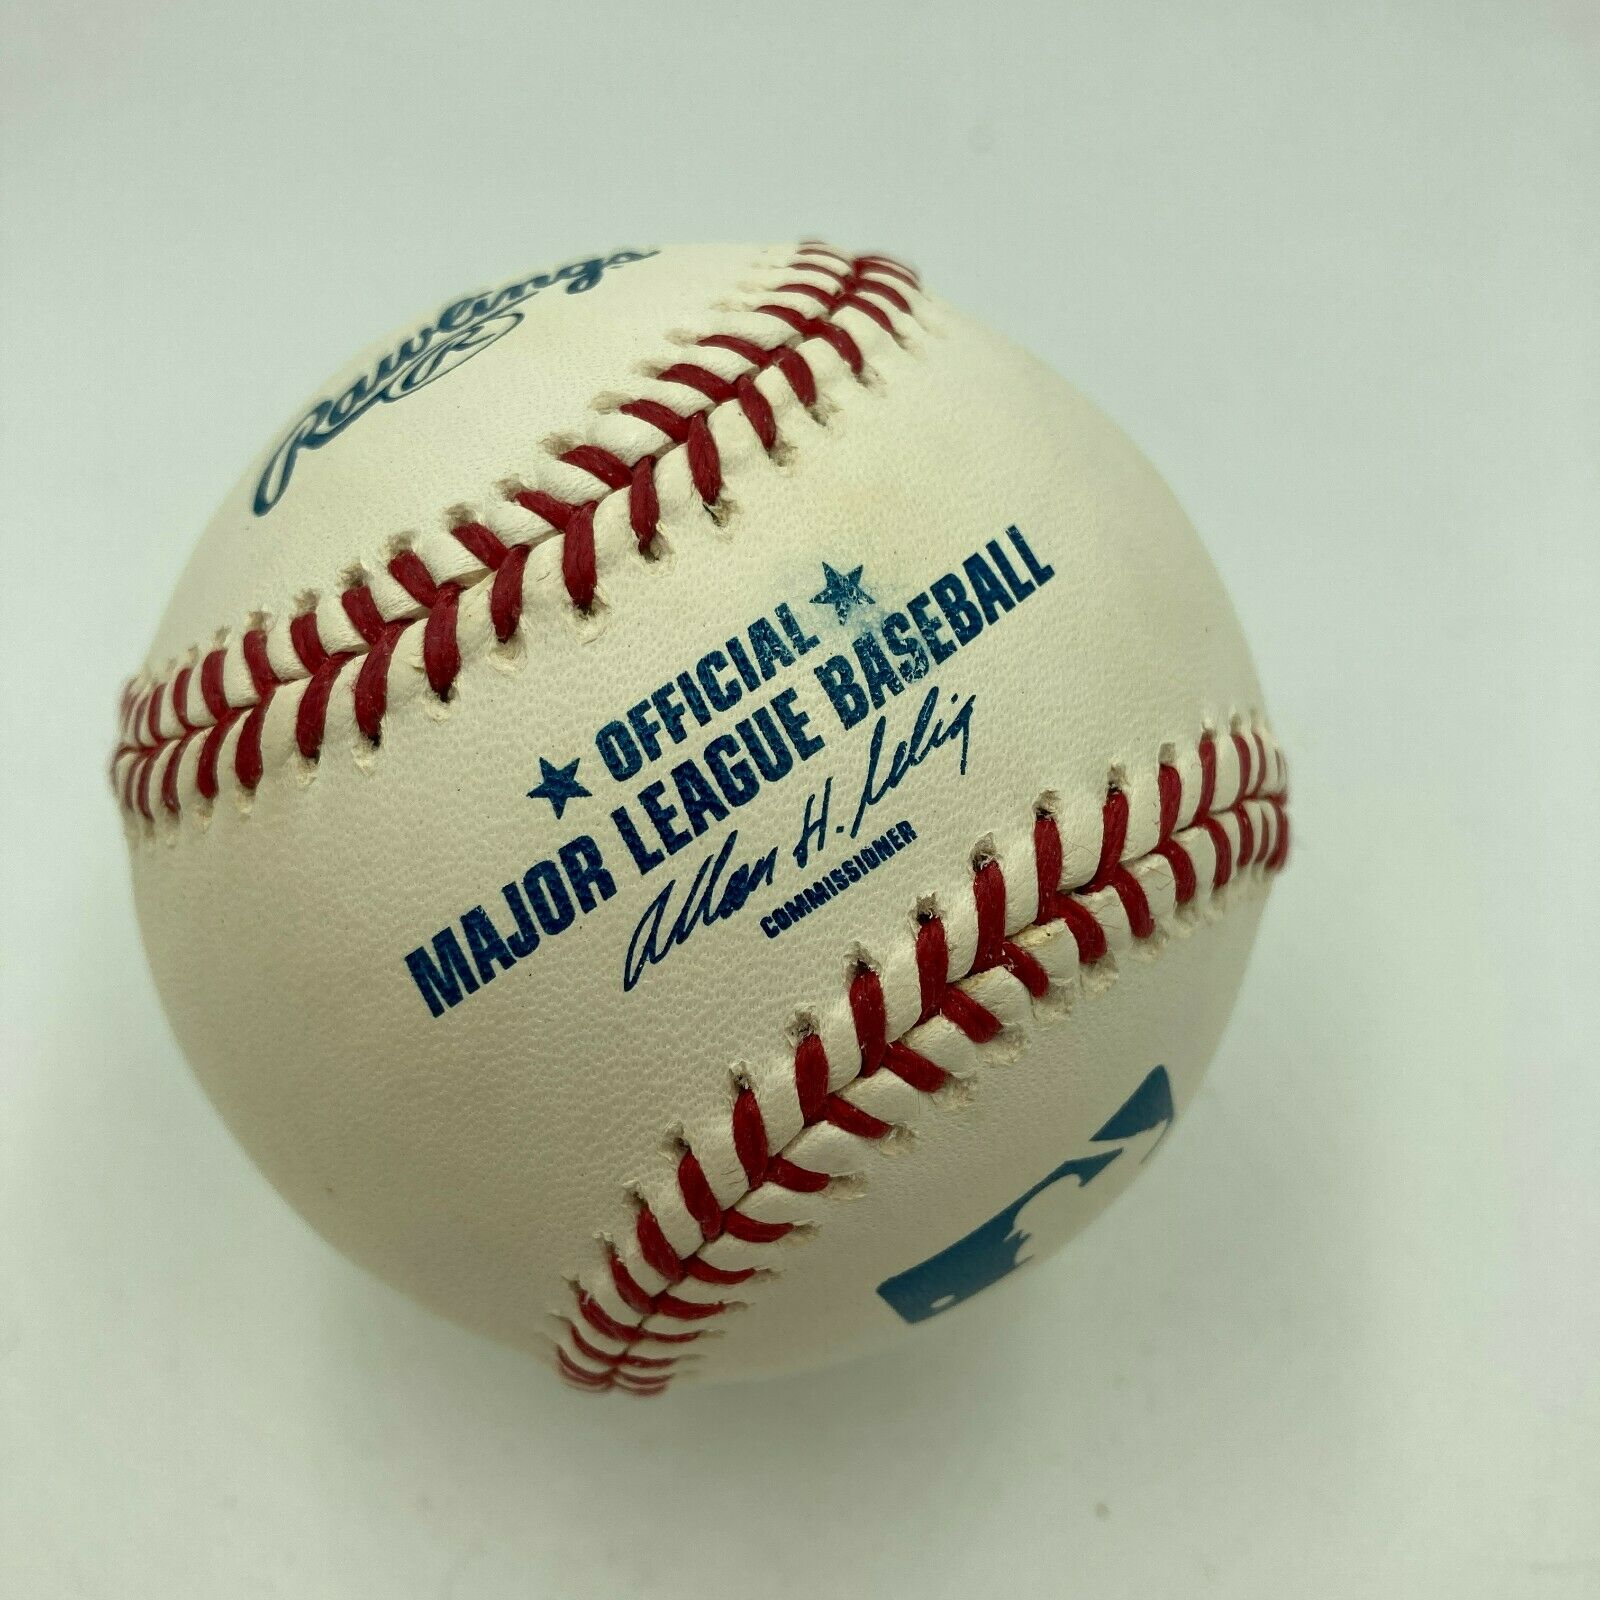 Rawlings
R
★ OFFICIAL ★
MAJOR LEAGUE BASEBALL
Allan H. Selig
COMMISSIONER